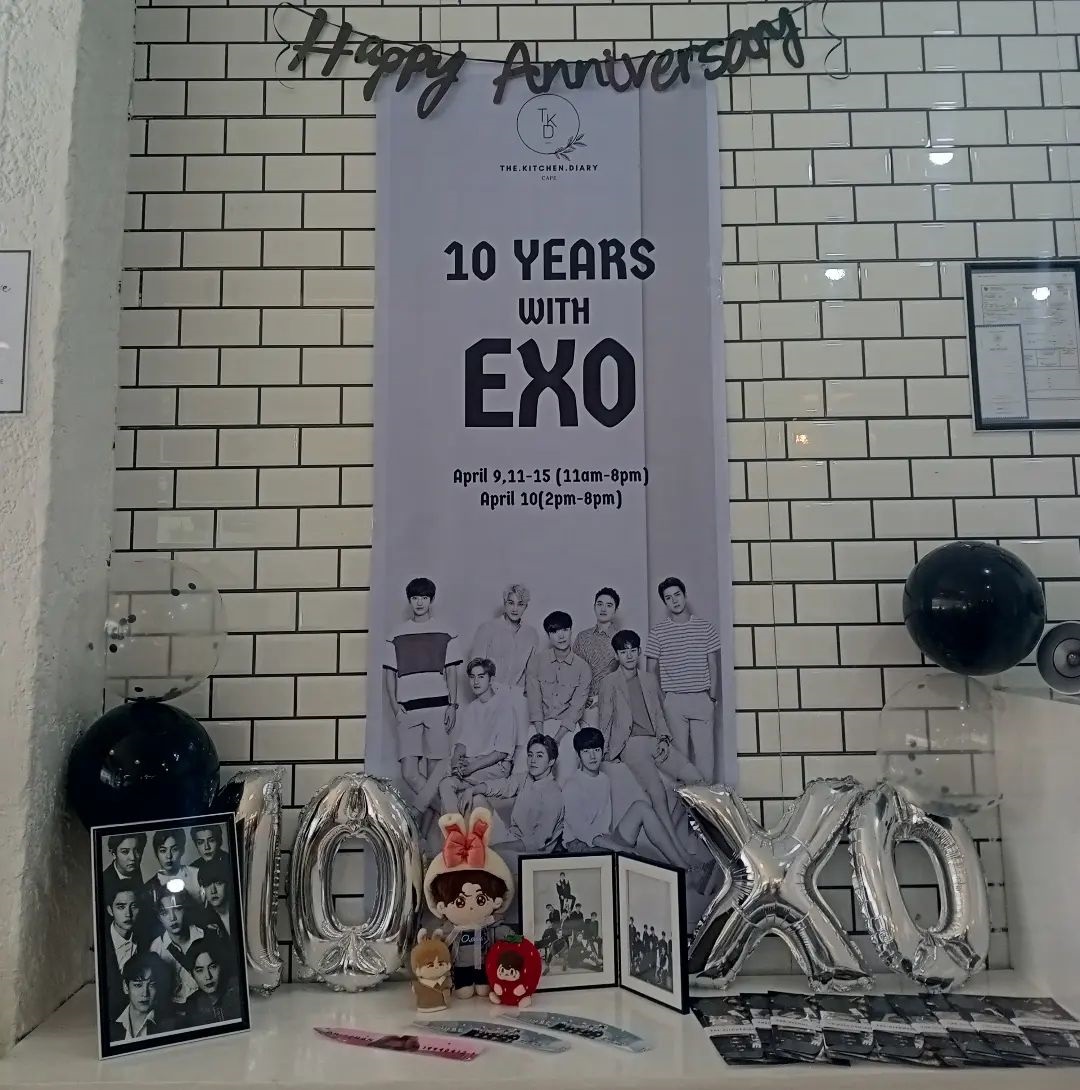 Happy Anniversary
TKD
THE.KITCHEN.DIARY
CAFE
10 YEARS
WITH
EXO
April 9,11-15 (11am-8pm)
April 10(2pm-8pm)
10
XO